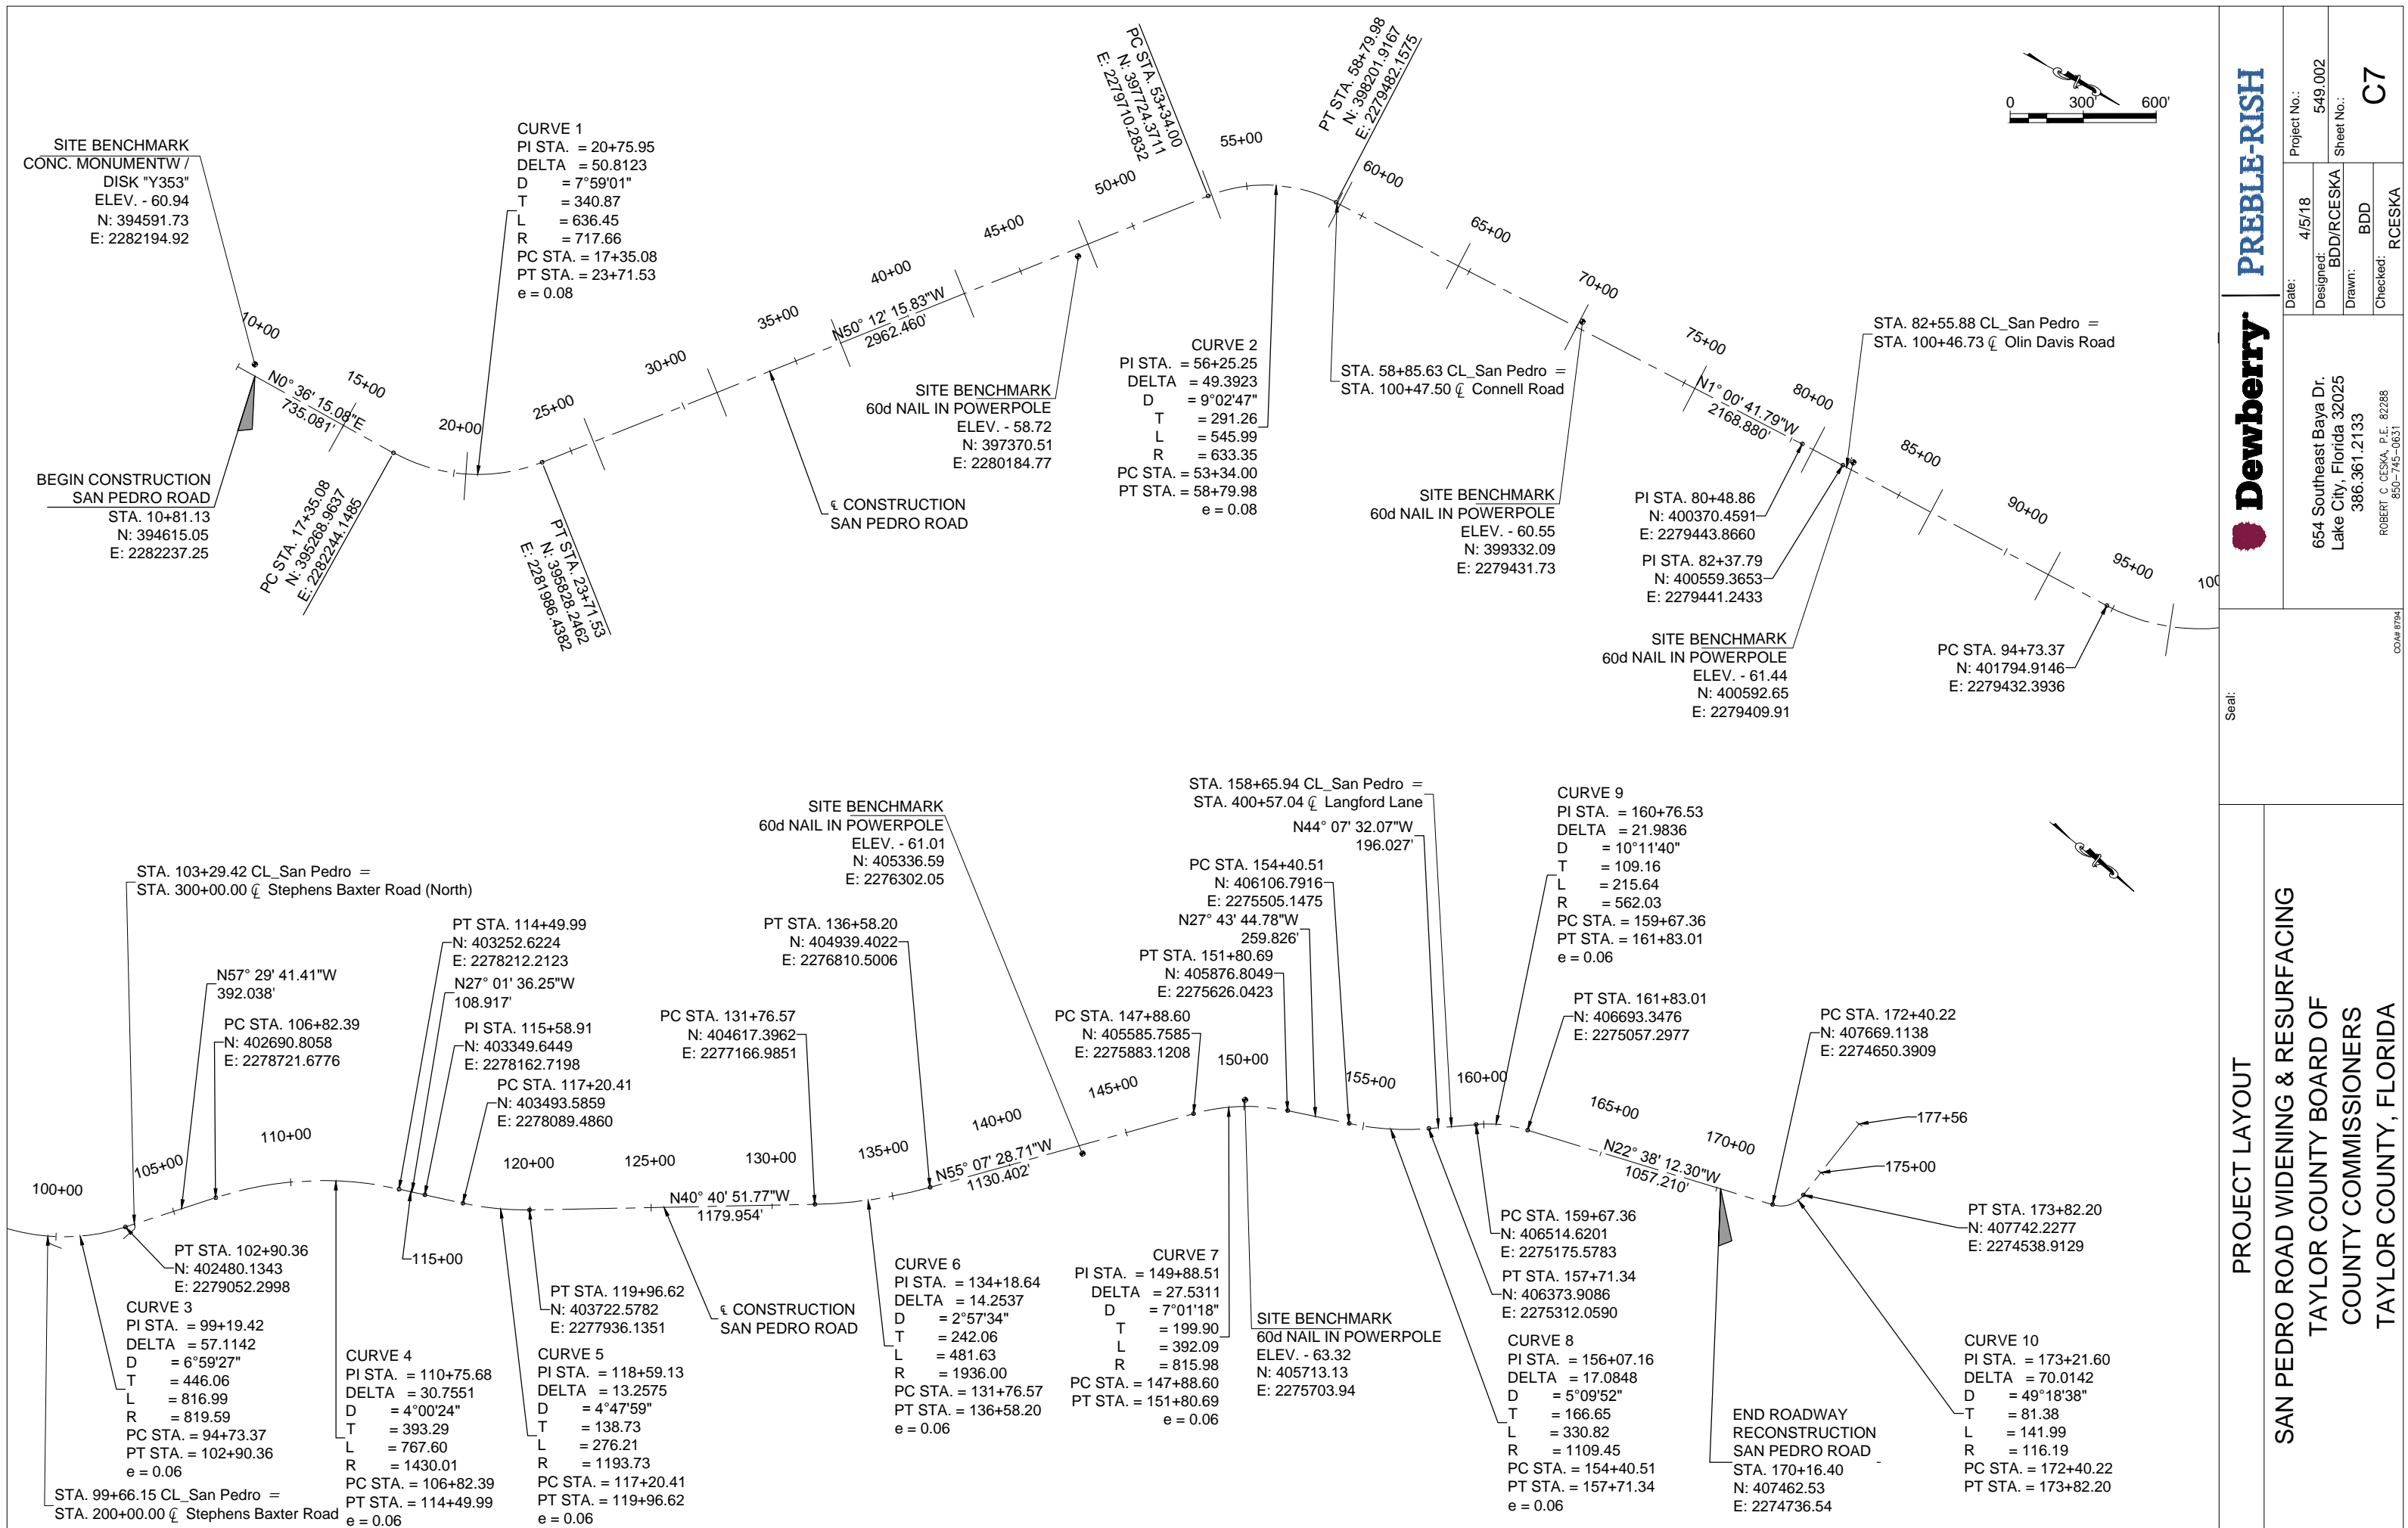 SITE BENCHMARK
CONC. MONUMENTW /
DISK "Y353"
ELEV. - 60.94
N: 394591.73
E: 2282194.92
BEGIN CONSTRUCTION
SAN PEDRO ROAD
STA. 10+81.13
N: 394615.05
E: 2282237.25
10+00
N0° 36' 15.08"E
735.081'
15+00
PC STA. 17+35.08
N: 395268.9637
E: 2282244.1485
20+00
CURVE 1
PI STA. = 20+75.95
DELTA = 50.8123
D = 7°59'01"
T = 340.87
L = 636.45
R = 717.66
PC STA. = 17+35.08
PT STA. = 23+71.53
e = 0.08
PT STA. 23+71.53
N: 395828.2462
E: 2281986.4382
25+00
30+00
35+00
℄ CONSTRUCTION
SAN PEDRO ROAD
N50° 12' 15.83"W
2962.460'
40+00
45+00
SITE BENCHMARK
60d NAIL IN POWERPOLE
ELEV. - 58.72
N: 397370.51
E: 2280184.77
50+00
PC STA. 53+34.00
N: 397724.3711
E: 2279710.2832
55+00
CURVE 2
PI STA. = 56+25.25
DELTA = 49.3923
D = 9°02'47"
T = 291.26
L = 545.99
R = 633.35
PC STA. = 53+34.00
PT STA. = 58+79.98
e = 0.08
PT STA. 58+79.98
N: 398201.9167
E: 2279482.1575
60+00
STA. 58+85.63 CL_San Pedro =
STA. 100+47.50 ℄ Connell Road
65+00
70+00
SITE BENCHMARK
60d NAIL IN POWERPOLE
ELEV. - 60.55
N: 399332.09
E: 2279431.73
75+00
N1° 00' 41.79"W
2168.880'
80+00
PI STA. 80+48.86
N: 400370.4591
E: 2279443.8660
PI STA. 82+37.79
N: 400559.3653
E: 2279441.2433
STA. 82+55.88 CL_San Pedro =
STA. 100+46.73 ℄ Olin Davis Road
SITE BENCHMARK
60d NAIL IN POWERPOLE
ELEV. - 61.44
N: 400592.65
E: 2279409.91
85+00
90+00
95+00
PC STA. 94+73.37
N: 401794.9146
E: 2279432.3936
100
0 300' 600'
STA. 103+29.42 CL_San Pedro =
STA. 300+00.00 ℄ Stephens Baxter Road (North)
100+00
105+00
N57° 29' 41.41"W
392.038'
PC STA. 106+82.39
N: 402690.8058
E: 2278721.6776
110+00
PT STA. 102+90.36
N: 402480.1343
E: 2279052.2998
CURVE 3
PI STA. = 99+19.42
DELTA = 57.1142
D = 6°59'27"
T = 446.06
L = 816.99
R = 819.59
PC STA. = 94+73.37
PT STA. = 102+90.36
e = 0.06
STA. 99+66.15 CL_San Pedro =
STA. 200+00.00 ℄ Stephens Baxter Road
CURVE 4
PI STA. = 110+75.68
DELTA = 30.7551
D = 4°00'24"
T = 393.29
L = 767.60
R = 1430.01
PC STA. = 106+82.39
PT STA. = 114+49.99
e = 0.06
PT STA. 114+49.99
N: 403252.6224
E: 2278212.2123
N27° 01' 36.25"W
108.917'
PI STA. 115+58.91
N: 403349.6449
E: 2278162.7198
PC STA. 117+20.41
N: 403493.5859
E: 2278089.4860
115+00
120+00
PT STA. 119+96.62
N: 403722.5782
E: 2277936.1351
CURVE 5
PI STA. = 118+59.13
DELTA = 13.2575
D = 4°47'59"
T = 138.73
L = 276.21
R = 1193.73
PC STA. = 117+20.41
PT STA. = 119+96.62
e = 0.06
125+00
N40° 40' 51.77"W
1179.954'
℄ CONSTRUCTION
SAN PEDRO ROAD
130+00
PC STA. 131+76.57
N: 404617.3962
E: 2277166.9851
135+00
PT STA. 136+58.20
N: 404939.4022
E: 2276810.5006
CURVE 6
PI STA. = 134+18.64
DELTA = 14.2537
D = 2°57'34"
T = 242.06
L = 481.63
R = 1936.00
PC STA. = 131+76.57
PT STA. = 136+58.20
e = 0.06
SITE BENCHMARK
60d NAIL IN POWERPOLE
ELEV. - 61.01
N: 405336.59
E: 2276302.05
140+00
N55° 07' 28.71"W
1130.402'
145+00
PC STA. 147+88.60
N: 405585.7585
E: 2275883.1208
150+00
CURVE 7
PI STA. = 149+88.51
DELTA = 27.5311
D = 7°01'18"
T = 199.90
L = 392.09
R = 815.98
PC STA. = 147+88.60
PT STA. = 151+80.69
e = 0.06
SITE BENCHMARK
60d NAIL IN POWERPOLE
ELEV. - 63.32
N: 405713.13
E: 2275703.94
STA. 158+65.94 CL_San Pedro =
STA. 400+57.04 ℄ Langford Lane
N44° 07' 32.07"W
196.027'
PC STA. 154+40.51
N: 406106.7916
E: 2275505.1475
N27° 43' 44.78"W
259.826'
PT STA. 151+80.69
N: 405876.8049
E: 2275626.0423
155+00
160+00
CURVE 9
PI STA. = 160+76.53
DELTA = 21.9836
D = 10°11'40"
T = 109.16
L = 215.64
R = 562.03
PC STA. = 159+67.36
PT STA. = 161+83.01
e = 0.06
PT STA. 161+83.01
N: 406693.3476
E: 2275057.2977
PC STA. 159+67.36
N: 406514.6201
E: 2275175.5783
PT STA. 157+71.34
N: 406373.9086
E: 2275312.0590
CURVE 8
PI STA. = 156+07.16
DELTA = 17.0848
D = 5°09'52"
T = 166.65
L = 330.82
R = 1109.45
PC STA. = 154+40.51
PT STA. = 157+71.34
e = 0.06
165+00
N22° 38' 12.30"W
1057.210'
170+00
PC STA. 172+40.22
N: 407669.1138
E: 2274650.3909
177+56
175+00
PT STA. 173+82.20
N: 407742.2277
E: 2274538.9129
END ROADWAY
RECONSTRUCTION
SAN PEDRO ROAD
STA. 170+16.40
N: 407462.53
E: 2274736.54
CURVE 10
PI STA. = 173+21.60
DELTA = 70.0142
D = 49°18'38"
T = 81.38
L = 141.99
R = 116.19
PC STA. = 172+40.22
PT STA. = 173+82.20
PREBLE-RISH
Dewberry
Project No.:
549.002
Sheet No.:
C7
Date:
4/5/18
Designed:
BDD/RCESKA
Drawn:
BDD
Checked:
RCESKA
654 Southeast Baya Dr.
Lake City, Florida 32025
386.361.2133
ROBERT C CESKA, P.E. 82288
850-745-0631
COA# 8794
Seal:
PROJECT LAYOUT
SAN PEDRO ROAD WIDENING & RESURFACING
TAYLOR COUNTY BOARD OF
COUNTY COMMISSIONERS
TAYLOR COUNTY, FLORIDA